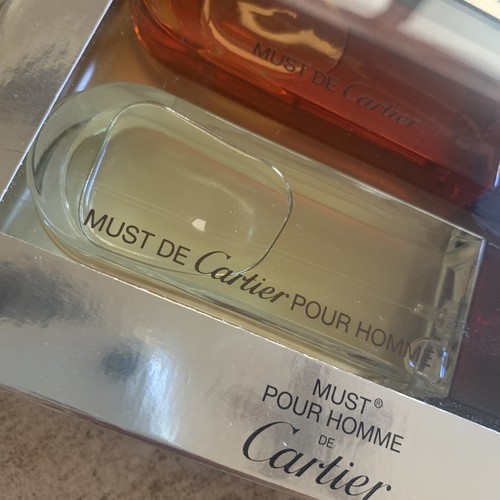 MUST DE Cartier
MUST DE Cartier POUR HOMME
MUST®
POUR HOMME
DE
Cartier